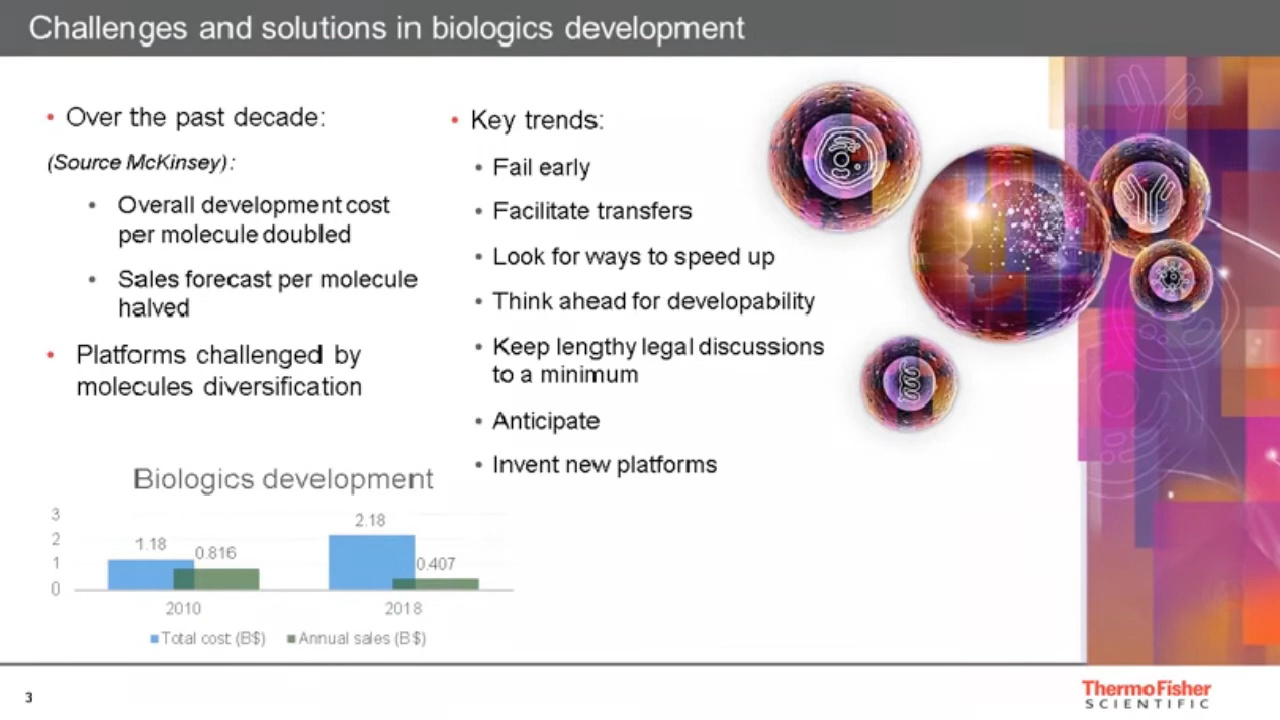 Challenges and solutions in biologics development
• Over the past decade:
(Source McKinsey):
• Overall development cost
per molecule doubled
• Sales forecast per molecule
halved
• Platforms challenged by
molecules diversification
• Key trends:
• Fail early
• Facilitate transfers
• Look for ways to speed up
• Think ahead for developability
• Keep lengthy legal discussions
to a minimum
• Anticipate
• Invent new platforms
Biologics development
3
2
1
0
1.18
0.816
2.18
0.407
2010
2018
Total cost (B$)
Annual sales (B$)
3
ThermoFisher
SCIENTIFIC